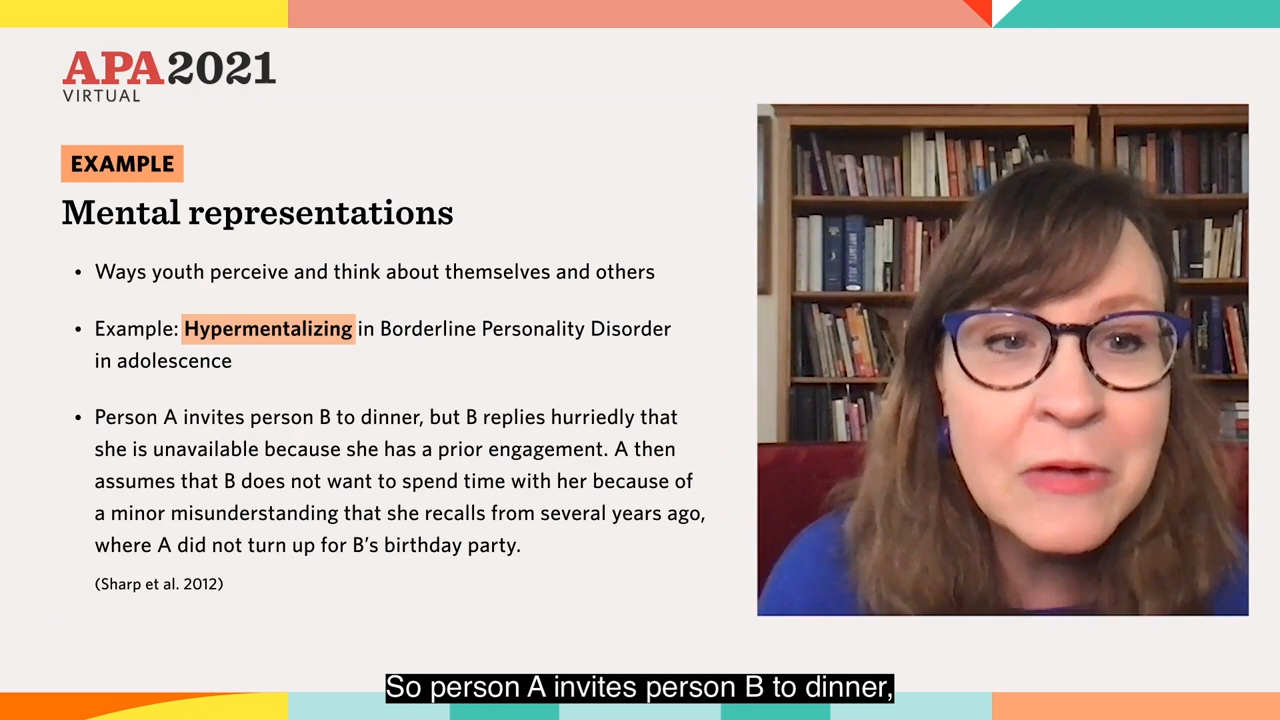 APA 2021
VIRTUAL
EXAMPLE
Mental representations
• Ways youth perceive and think about themselves and others
• Example: Hypermentalizing in Borderline Personality Disorder
in adolescence
• Person A invites person B to dinner, but B replies hurriedly that
she is unavailable because she has a prior engagement. A then
assumes that B does not want to spend time with her because of
a minor misunderstanding that she recalls from several years ago,
where A did not turn up for B’s birthday party.
(Sharp et al. 2012)
So person A invites person B to dinner,